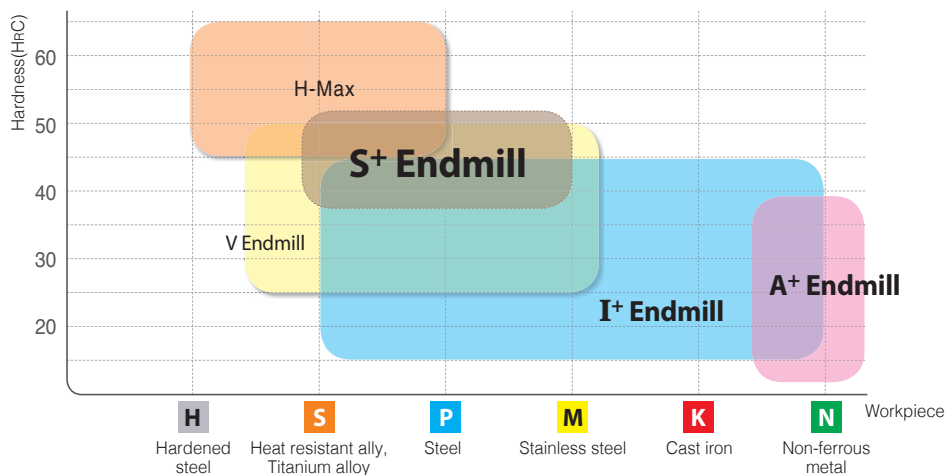 Hardness(HRC)
60
50
40
30
20
H-Max
S+ Endmill
V Endmill
I+ Endmill
A+ Endmill
H
S
P
M
K
N
Workpiece
Hardened
steel
Heat resistant ally,
Titanium alloy
Steel
Stainless steel
Cast iron
Non-ferrous
metal